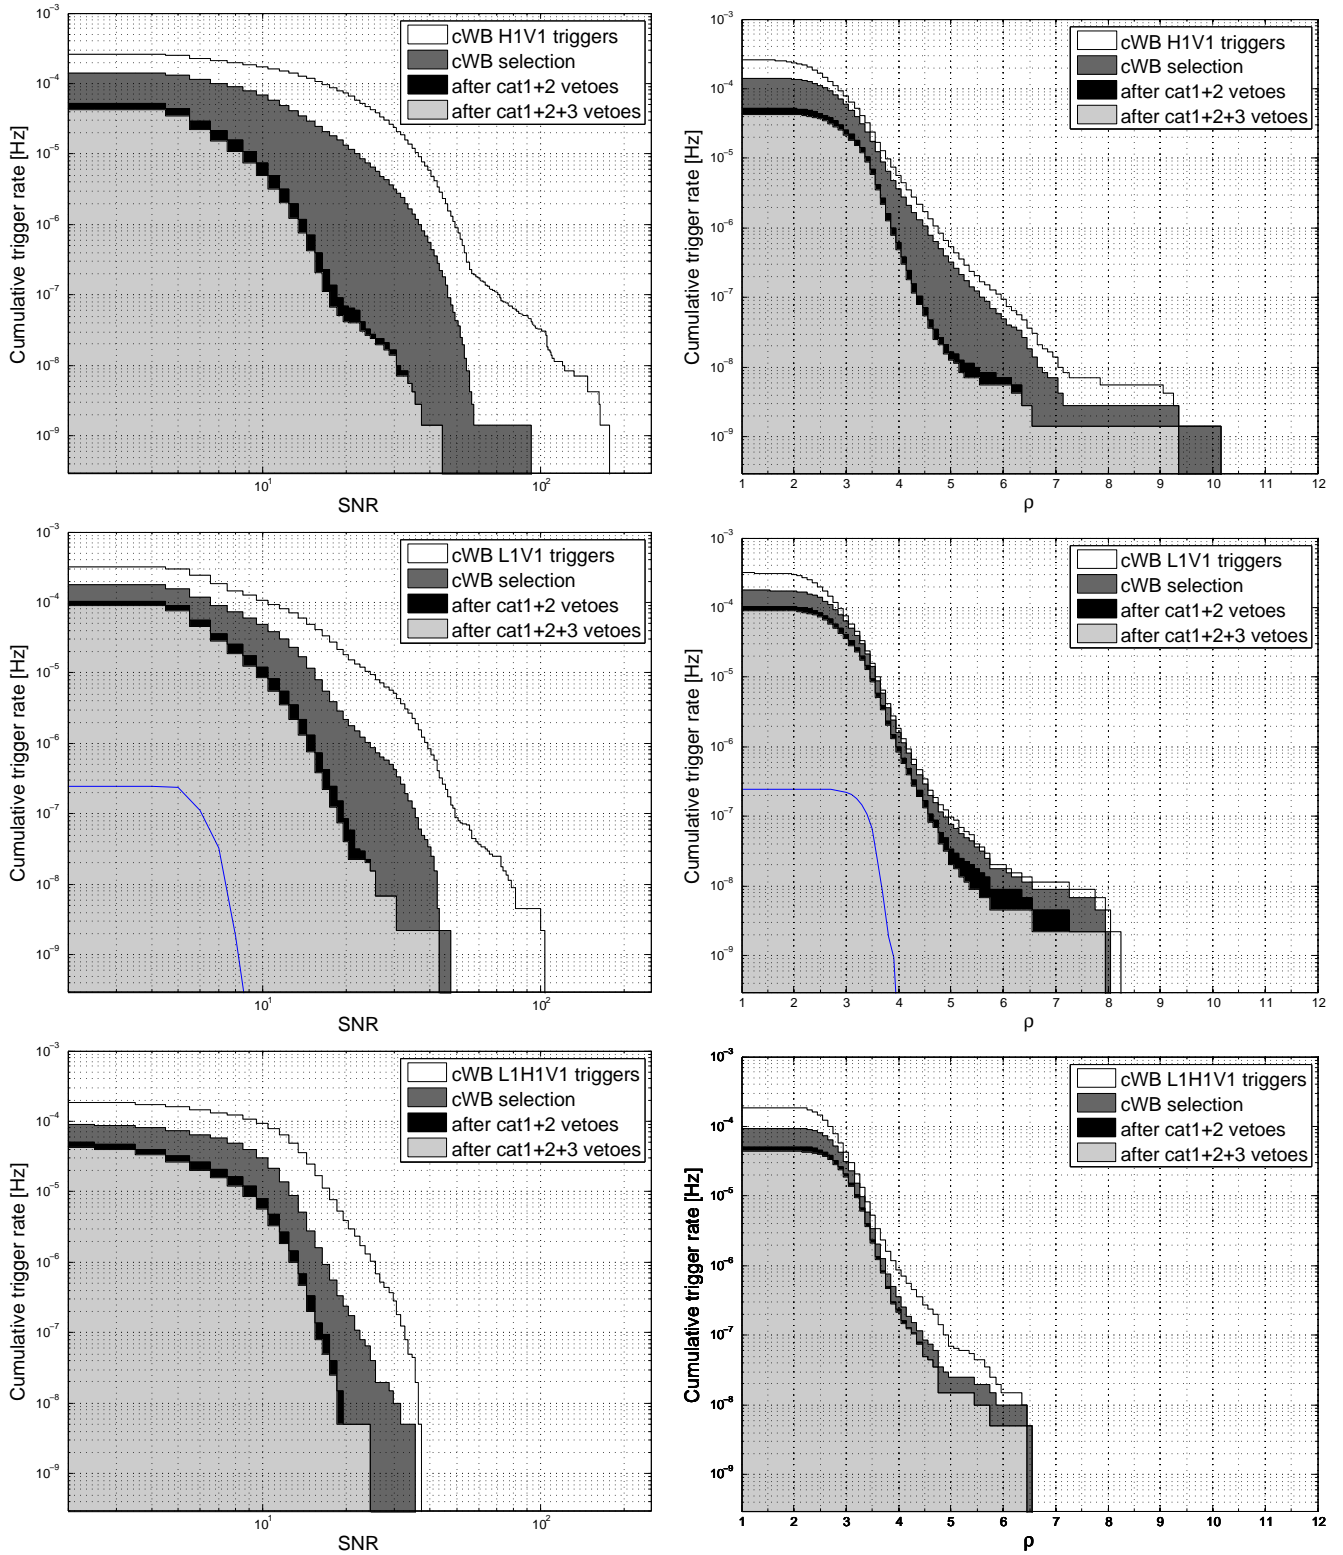 10⁻³
10⁻⁴
10⁻⁵
10⁻⁶
10⁻⁷
10⁻⁸
10⁻⁹
Cumulative trigger rate [Hz]
cWB H1V1 triggers
cWB selection
after cat1+2 vetoes
after cat1+2+3 vetoes
10¹ 10²
SNR
10⁻³
10⁻⁴
10⁻⁵
10⁻⁶
10⁻⁷
10⁻⁸
10⁻⁹
Cumulative trigger rate [Hz]
cWB H1V1 triggers
cWB selection
after cat1+2 vetoes
after cat1+2+3 vetoes
1 2 3 4 5 6 7 8 9 10 11 12
ρ
10⁻³
10⁻⁴
10⁻⁵
10⁻⁶
10⁻⁷
10⁻⁸
10⁻⁹
Cumulative trigger rate [Hz]
cWB L1V1 triggers
cWB selection
after cat1+2 vetoes
after cat1+2+3 vetoes
10¹ 10²
SNR
10⁻³
10⁻⁴
10⁻⁵
10⁻⁶
10⁻⁷
10⁻⁸
10⁻⁹
Cumulative trigger rate [Hz]
cWB L1V1 triggers
cWB selection
after cat1+2 vetoes
after cat1+2+3 vetoes
1 2 3 4 5 6 7 8 9 10 11 12
ρ
10⁻³
10⁻⁴
10⁻⁵
10⁻⁶
10⁻⁷
10⁻⁸
10⁻⁹
Cumulative trigger rate [Hz]
cWB L1H1V1 triggers
cWB selection
after cat1+2 vetoes
after cat1+2+3 vetoes
10¹ 10²
SNR
10⁻³
10⁻⁴
10⁻⁵
10⁻⁶
10⁻⁷
10⁻⁸
10⁻⁹
Cumulative trigger rate [Hz]
cWB L1H1V1 triggers
cWB selection
after cat1+2 vetoes
after cat1+2+3 vetoes
1 2 3 4 5 6 7 8 9 10 11 12
ρ